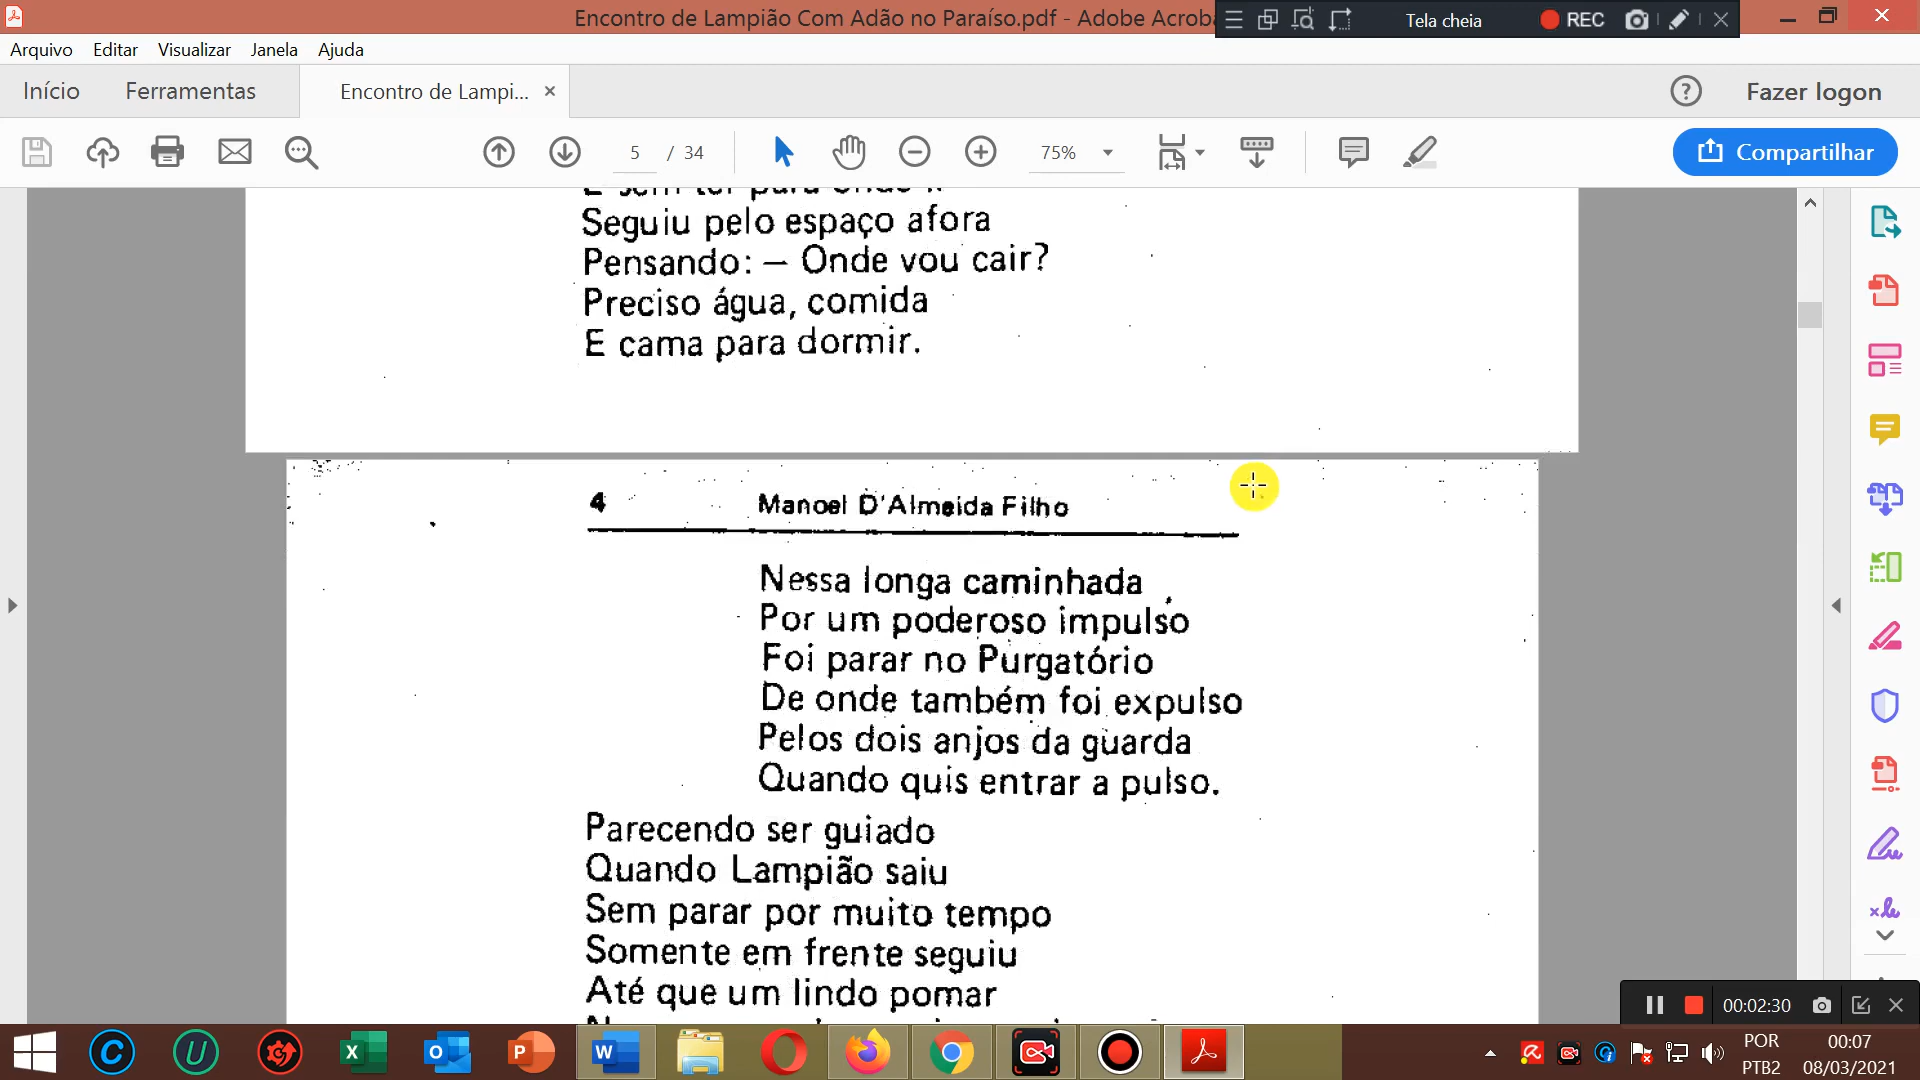 Encontro de Lampião Com Adão no Paraíso.pdf - Adobe Acroba
Tela cheia
REC
Arquivo Editar Visualizar Janela Ajuda
Início Ferramentas Encontro de Lampi... Fazer logon
5 / 34 75% Compartilhar
Seguiu pelo espaço afora
Pensando: — Onde vou cair?
Preciso água, comida
E cama para dormir.
4 Manoel D'Almeida Filho
Nessa longa caminhada
Por um poderoso impulso
Foi parar no Purgatório
De onde também foi expulso
Pelos dois anjos da guarda
Quando quis entrar a pulso.
Parecendo ser guiado
Quando Lampião saiu
Sem parar por muito tempo
Somente em frente seguiu
Até que um lindo pomar
00:02:30
POR 00:07
PTB2 08/03/2021